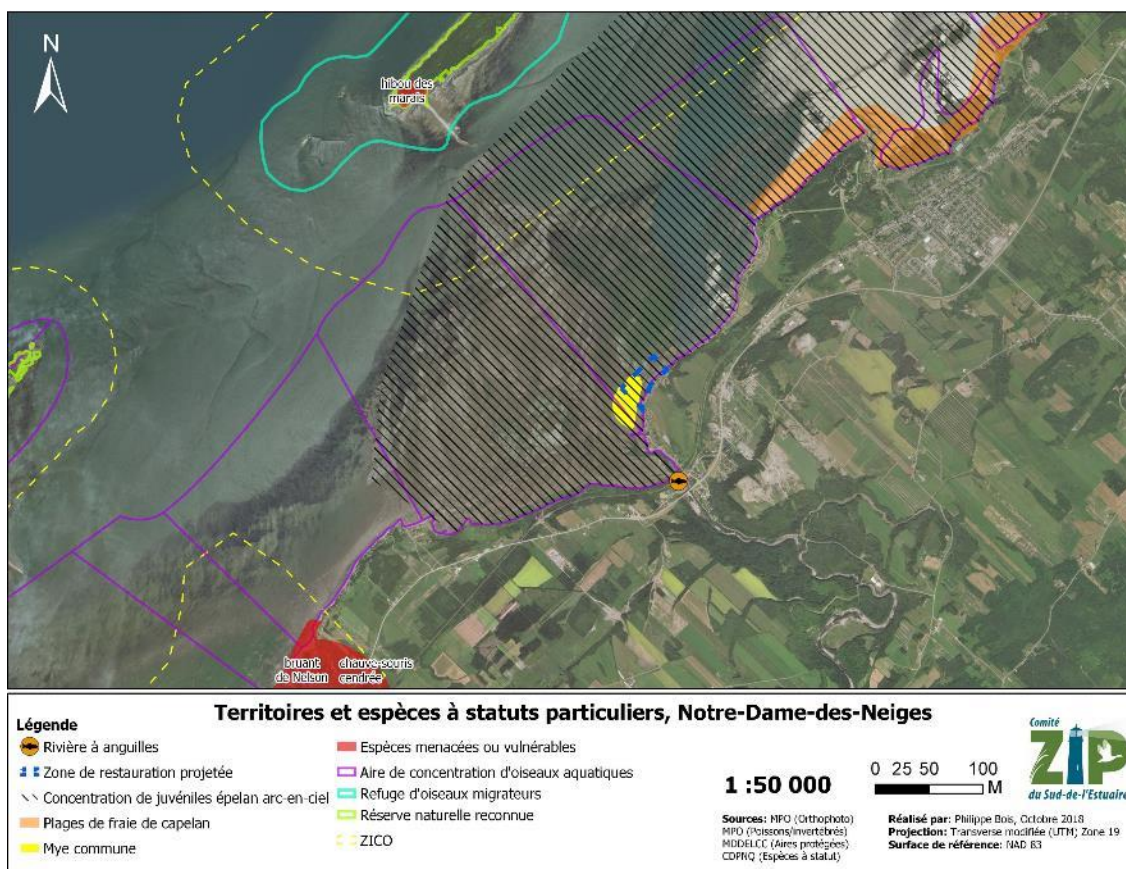 N
hibou des
marais
bruant
de Nelson
chauve-souris
cendrée
Territoires et espèces à statuts particuliers, Notre-Dame-des-Neiges
Légende
Rivière à anguilles
Zone de restauration projetée
Concentration de juvéniles épelan arc-en-ciel
Plages de fraie de capelan
Mye commune
Espèces menacées ou vulnérables
Aire de concentration d'oiseaux aquatiques
Refuge d'oiseaux migrateurs
Réserve naturelle reconnue
ZICO
1 :50 000
0 25 50 100
M
Sources: MPO (Orthophoto)
MPO (Poissons/invertébrés)
MDDELCC (Aires protégées)
CDPNQ (Espèces à statut)
Réalisé par: Philippe Bois, Octobre 2018
Projection: Transverse modifiée (UTM) Zone 19
Surface de référence: NAD 83
Comité
ZIP
du Sud-de-l'Estuaire